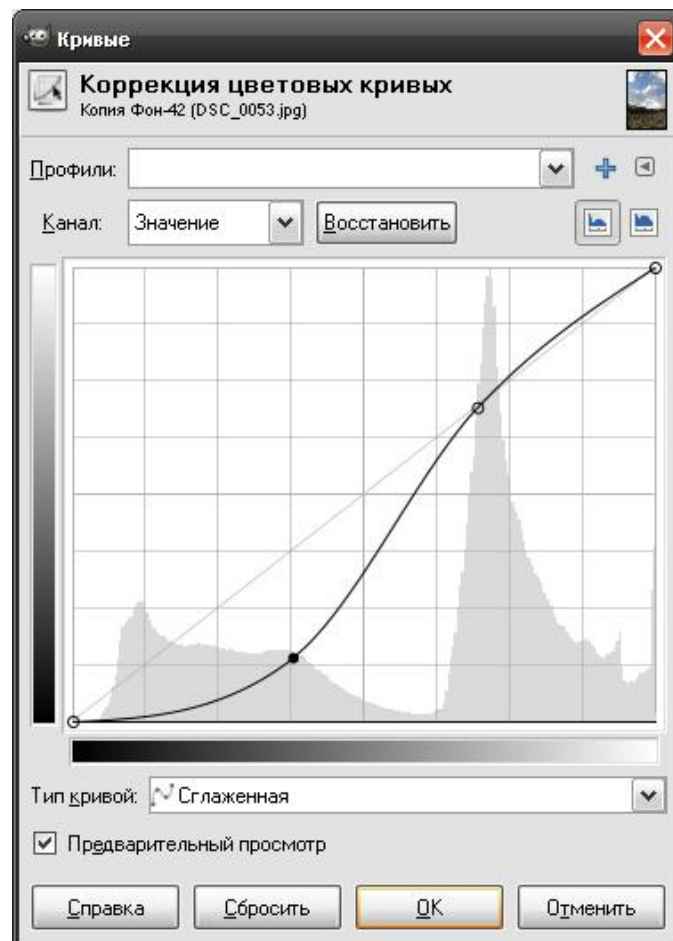 Кривые
Коррекция цветовых кривых
Копия Фон-42 (DSC_0053.jpg)
Профили:
Канал: Значение Восстановить
Тип кривой: Сглаженная
Предварительный просмотр
Справка Сбросить OK Отменить